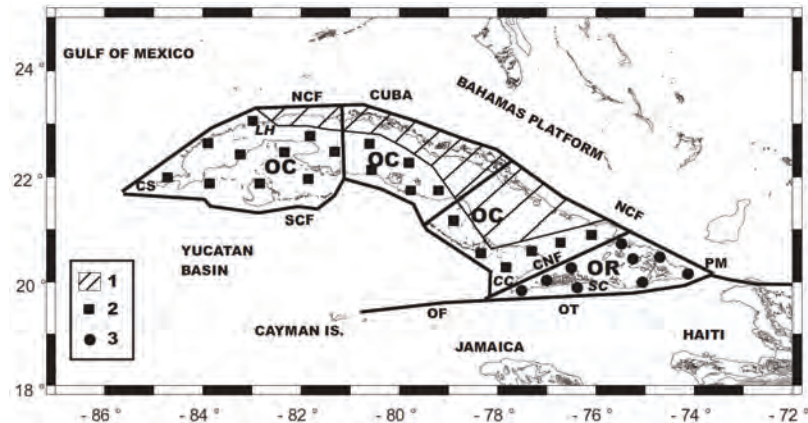 24 °
22 °
20 °
18 °
GULF OF MEXICO
NCF
CUBA
BAHAMAS PLATFORM
LH
OC
OC
CS
OC
SCF
NCF
YUCATAN
BASIN
CNF
OR
PM
CC
SC
1
2
3
CAYMAN IS.
OF
OT
JAMAICA
HAITI
- 86 °
- 84 °
- 82 °
- 80 °
- 78 °
- 76 °
- 74 °
- 72 °